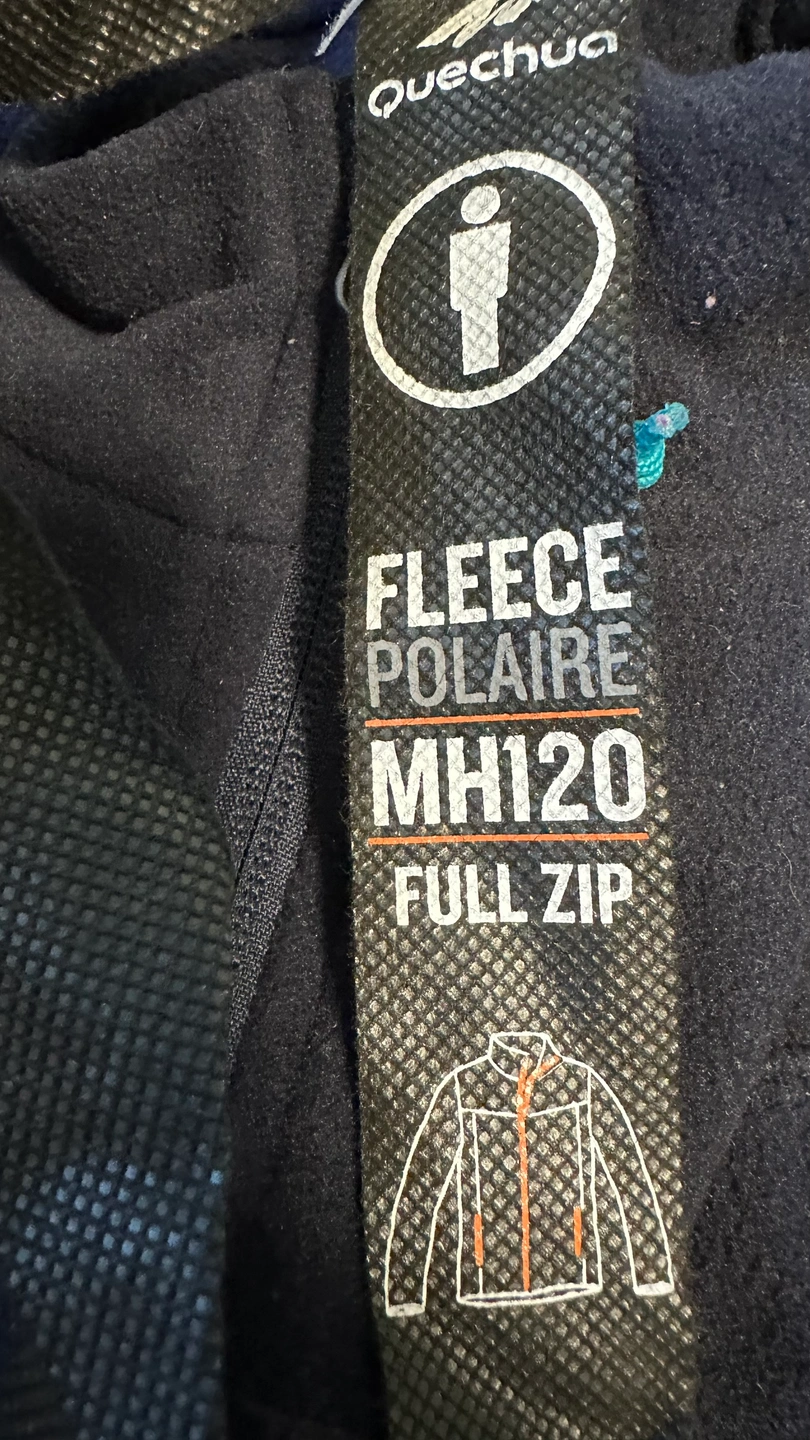 Quechua
FLEECE
POLAIRE
MH120
FULL ZIP